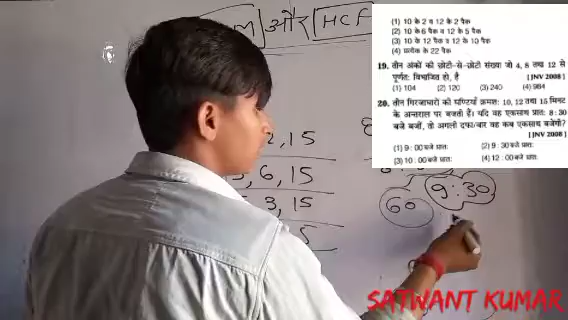 M और HCF
(1) 10 के 2 व 12 के 2 पैक
(2) 10 के 6 पैक व 12 के 5 पैक
(3) 10 के 12 पैक व 12 के 10 पैक
(4) प्रत्येक के 22 पैक
19. तीन अंकों की छोटी-से-छोटी संख्या जो 4, 8 तथा 12 से
पूर्णतः विभाजित हो, है
[JNV 2008]
(1) 104 (2) 120 (3) 240 (4) 984
20. तीन गिरजाघरों की घण्टियाँ क्रमशः 10, 12 तथा 15 मिनट
के अन्तराल पर बजती हैं। यदि वह एकसाथ प्रातः 8:30
बजे बजीं, तो अगली दफा/बार वह कब एकसाथ बजेंगी?
[JNV 2008]
(1) 9:00 बजे प्रातः (2) 9:30 बजे प्रातः
(3) 10:00 बजे प्रातः (4) 12:00 बजे प्रातः
2, 15
6, 15
3, 15
5
60
9:30
SATWANT KUMAR